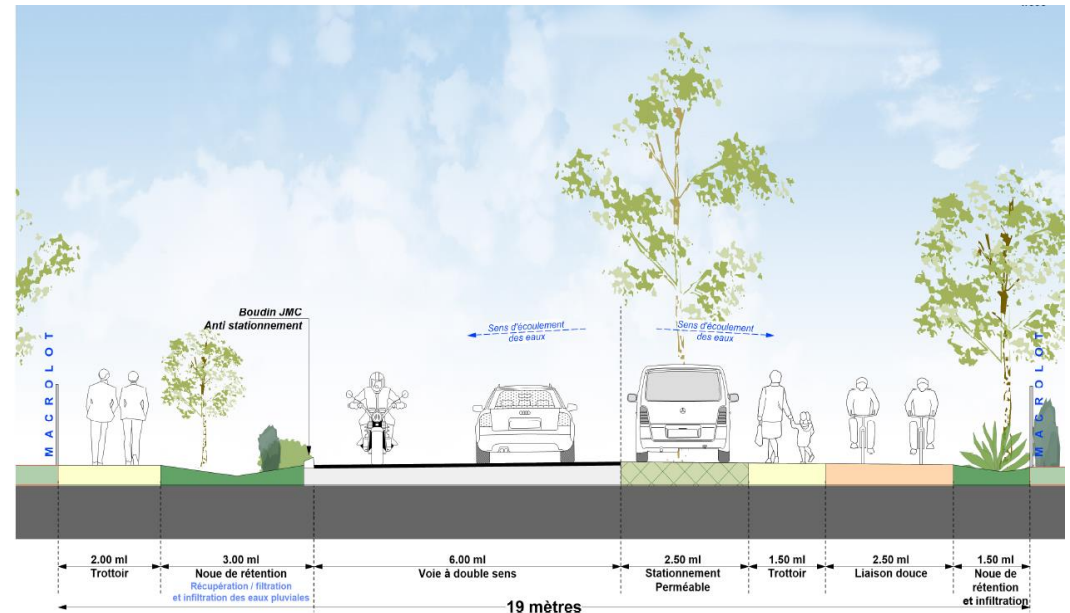 Boudin JMC
Anti stationnement
Sens d'écoulement
des eaux
Sens d'écoulement
des eaux
MACROLOT
MACROLOT
2.00 ml
Trottoir
3.00 ml
Noue de rétention
Récupération / filtration
et infiltration des eaux pluviales
6.00 ml
Voie à double sens
2.50 ml
Stationnement
Perméable
1.50 ml
Trottoir
2.50 ml
Liaison douce
1.50 ml
Noue de
rétention
et infiltration
19 mètres